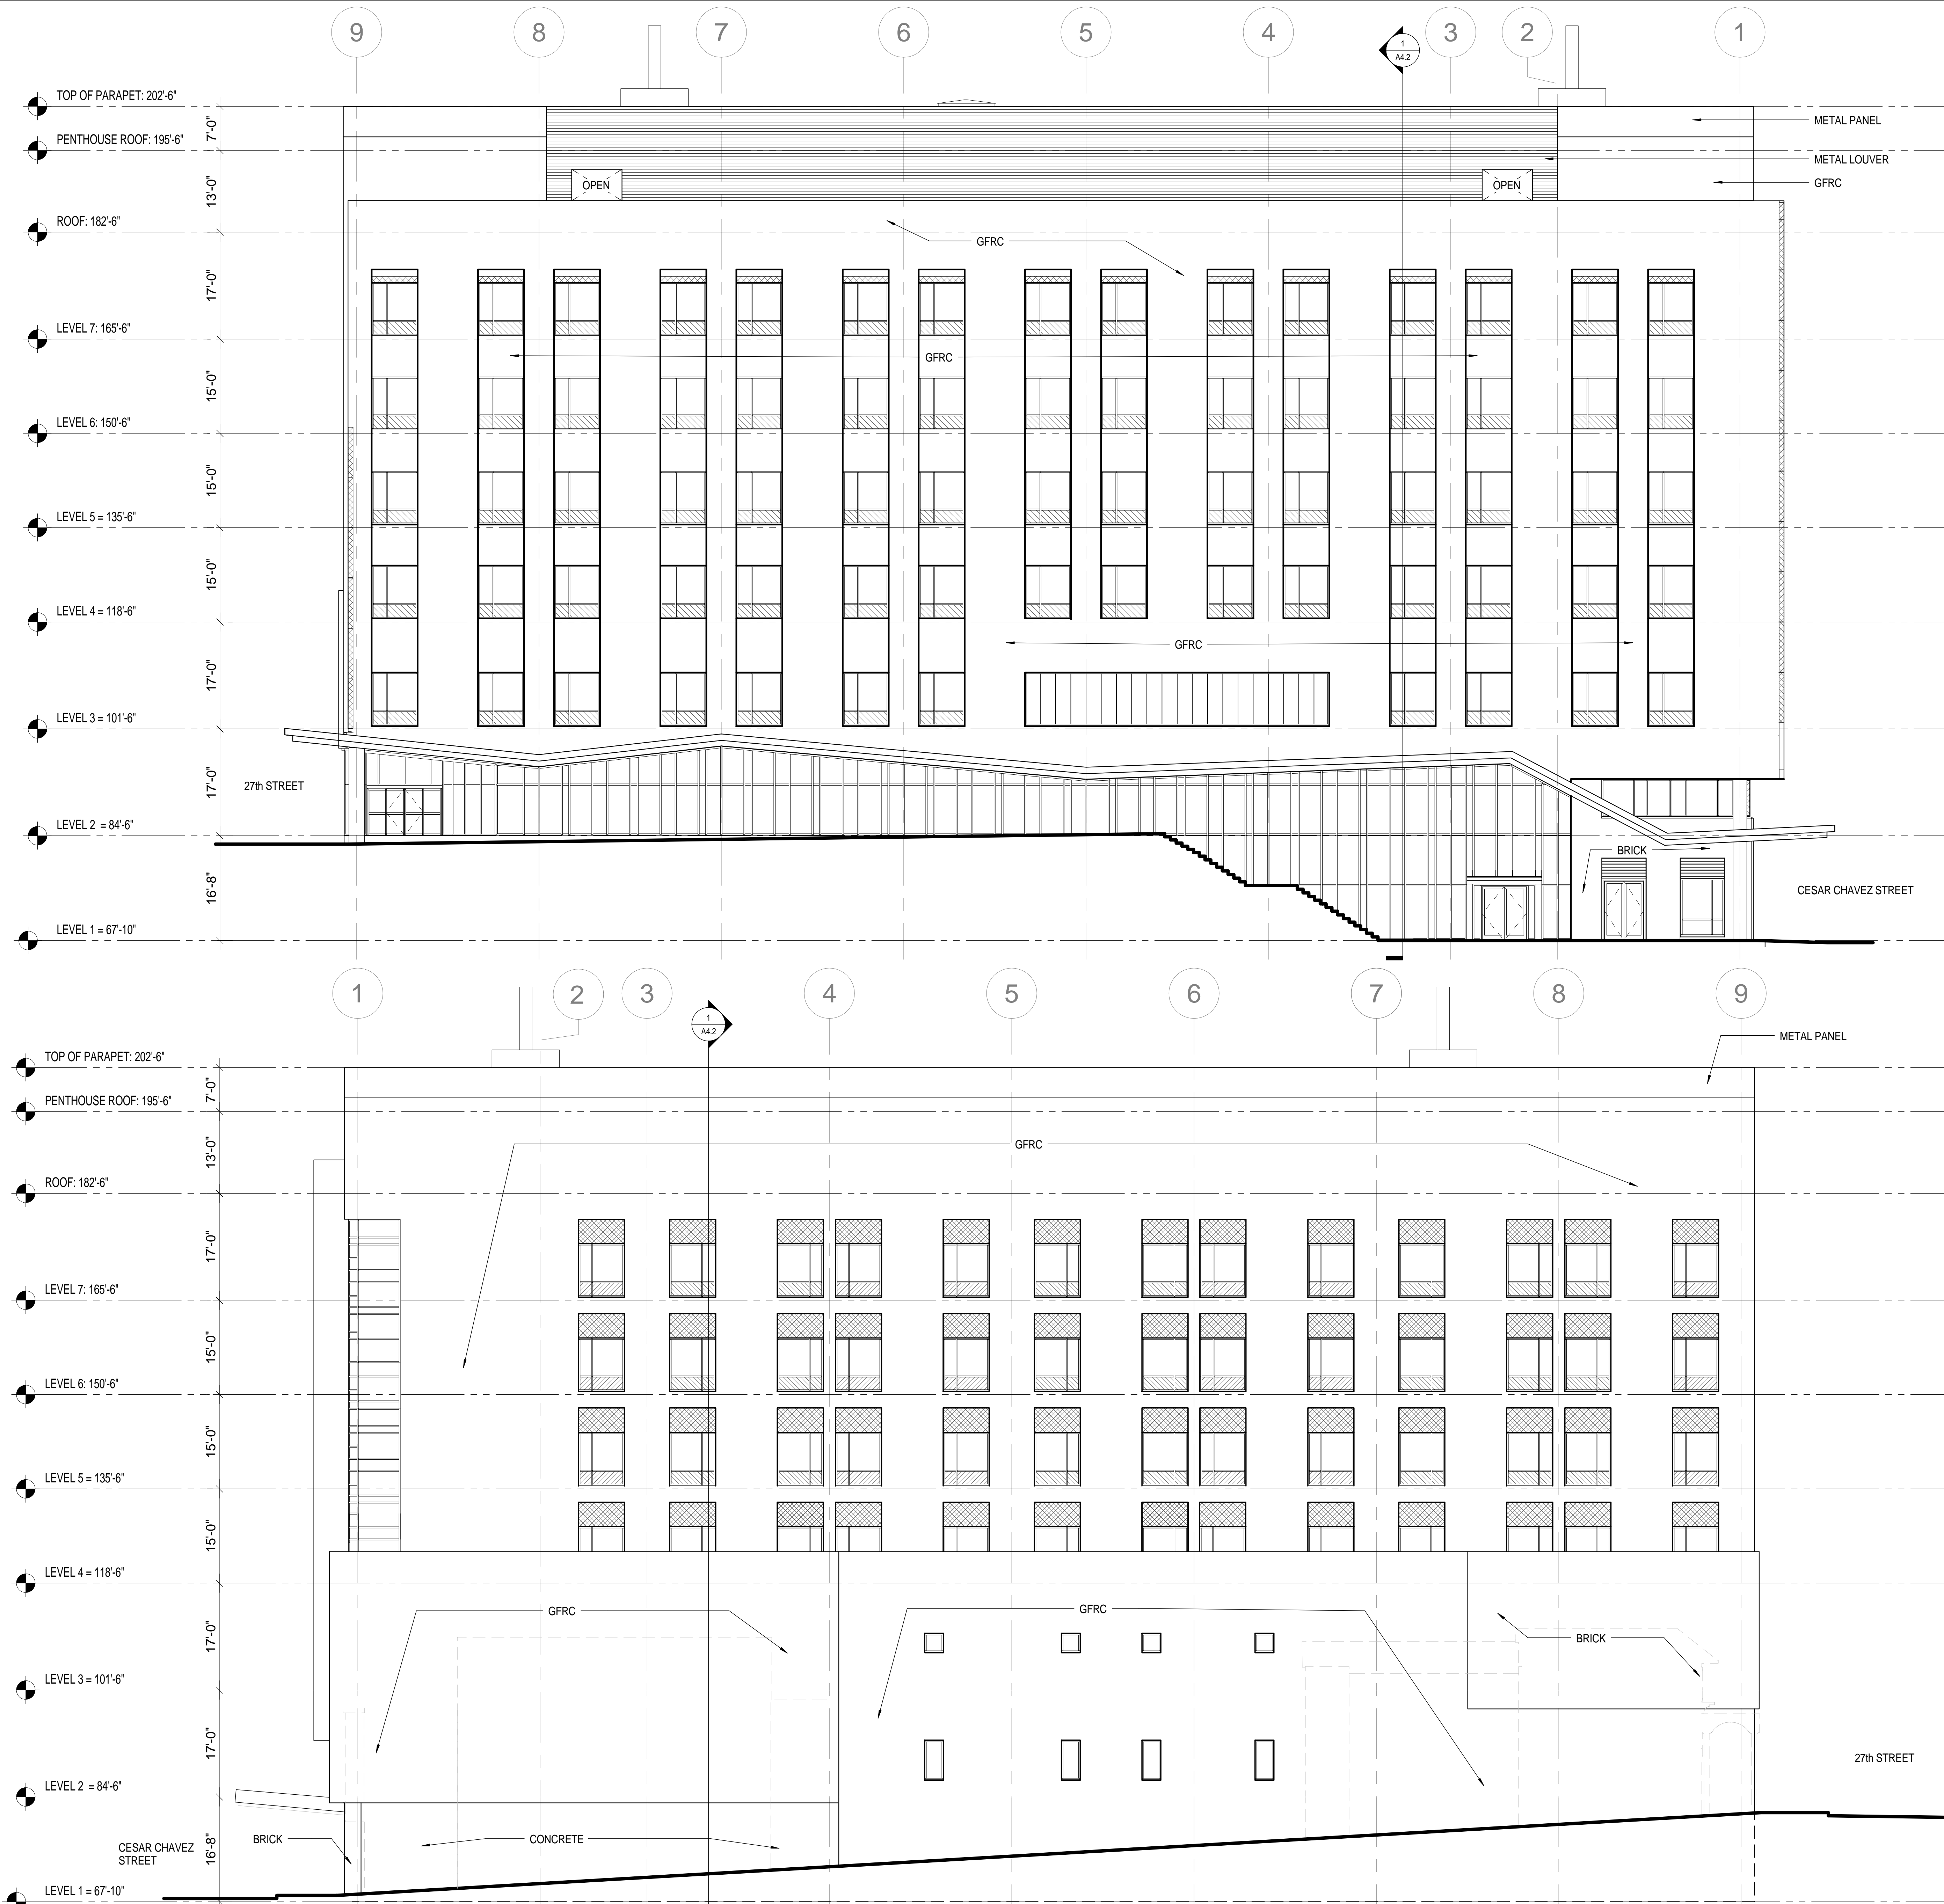 9 8 7 6 5 4 3 2 1
1
A4.2
TOP OF PARAPET: 202'-6"
7'-0"
METAL PANEL
PENTHOUSE ROOF: 195'-6"
METAL LOUVER
13'-0"
OPEN
OPEN
GFRC
ROOF: 182'-6"
GFRC
17'-0"
LEVEL 7: 165'-6"
GFRC
15'-0"
LEVEL 6: 150'-6"
15'-0"
LEVEL 5 = 135'-6"
15'-0"
LEVEL 4 = 118'-6"
GFRC
17'-0"
LEVEL 3 = 101'-6"
17'-0"
27th STREET
LEVEL 2 = 84'-6"
BRICK
16'-8"
CESAR CHAVEZ STREET
LEVEL 1 = 67'-10"
1 2 3 4 5 6 7 8 9
1
A4.2
METAL PANEL
TOP OF PARAPET: 202'-6"
7'-0"
PENTHOUSE ROOF: 195'-6"
13'-0"
GFRC
ROOF: 182'-6"
17'-0"
LEVEL 7: 165'-6"
15'-0"
LEVEL 6: 150'-6"
15'-0"
LEVEL 5 = 135'-6"
15'-0"
LEVEL 4 = 118'-6"
GFRC
GFRC
17'-0"
BRICK
LEVEL 3 = 101'-6"
17'-0"
27th STREET
LEVEL 2 = 84'-6"
BRICK
CONCRETE
CESAR CHAVEZ
STREET
16'-8"
LEVEL 1 = 67'-10"